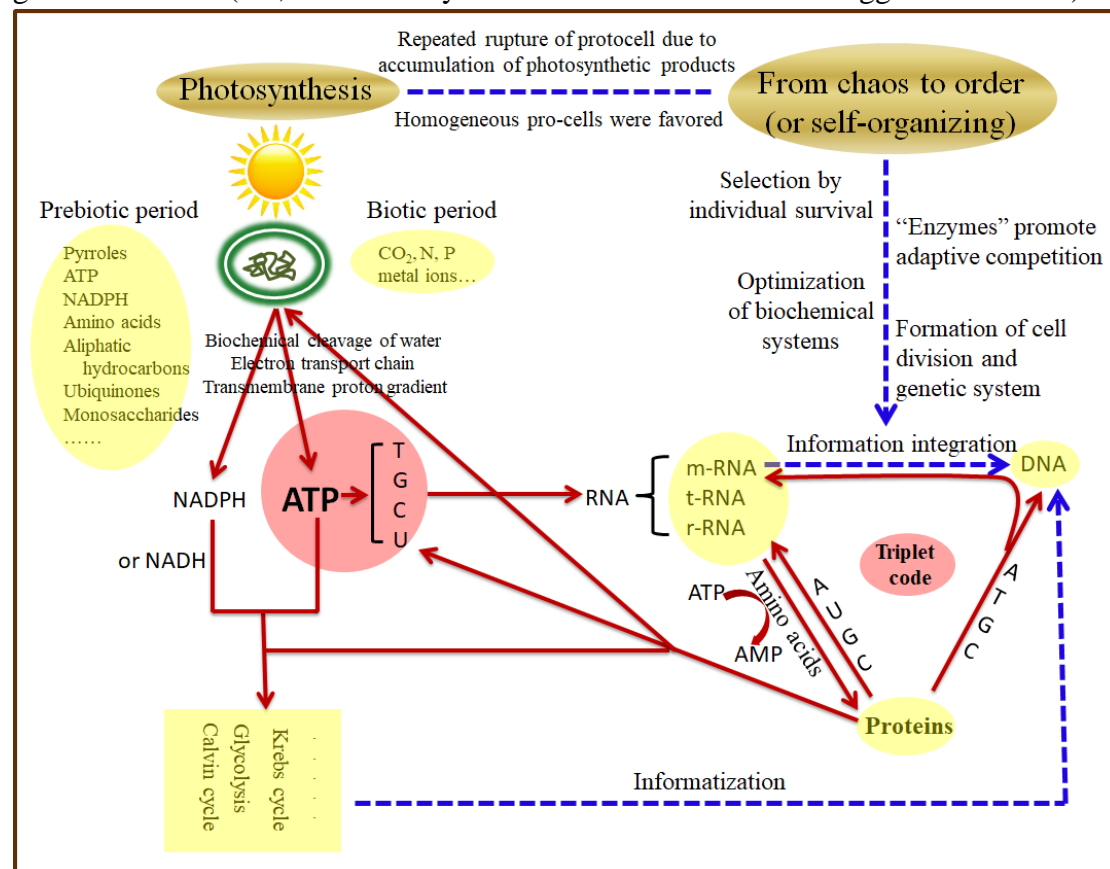 Repeated rupture of protocell due to
accumulation of photosynthetic products
Photosynthesis
Homogeneous pro-cells were favored
From chaos to order
(or self-organizing)
Selection by
individual survival
“Enzymes” promote
adaptive competition
Optimization
of biochemical
systems
Formation of cell
division and
genetic system
Prebiotic period
Pyrroles
ATP
NADPH
Amino acids
Aliphatic
hydrocarbons
Ubiquinones
Monosaccharides
......
Biotic period
CO₂, N, P
metal ions…
Biochemical cleavage of water
Electron transport chain
Transmembrane proton gradient
NADPH
or NADH
ATP
T
G
C
U
RNA
m-RNA
t-RNA
r-RNA
Information integration
DNA
Triplet
code
ATP
AMP
Amino acids
A U G C
A T G C
Proteins
Krebs cycle
Glycolysis
Calvin cycle
. . . . .
Informatization